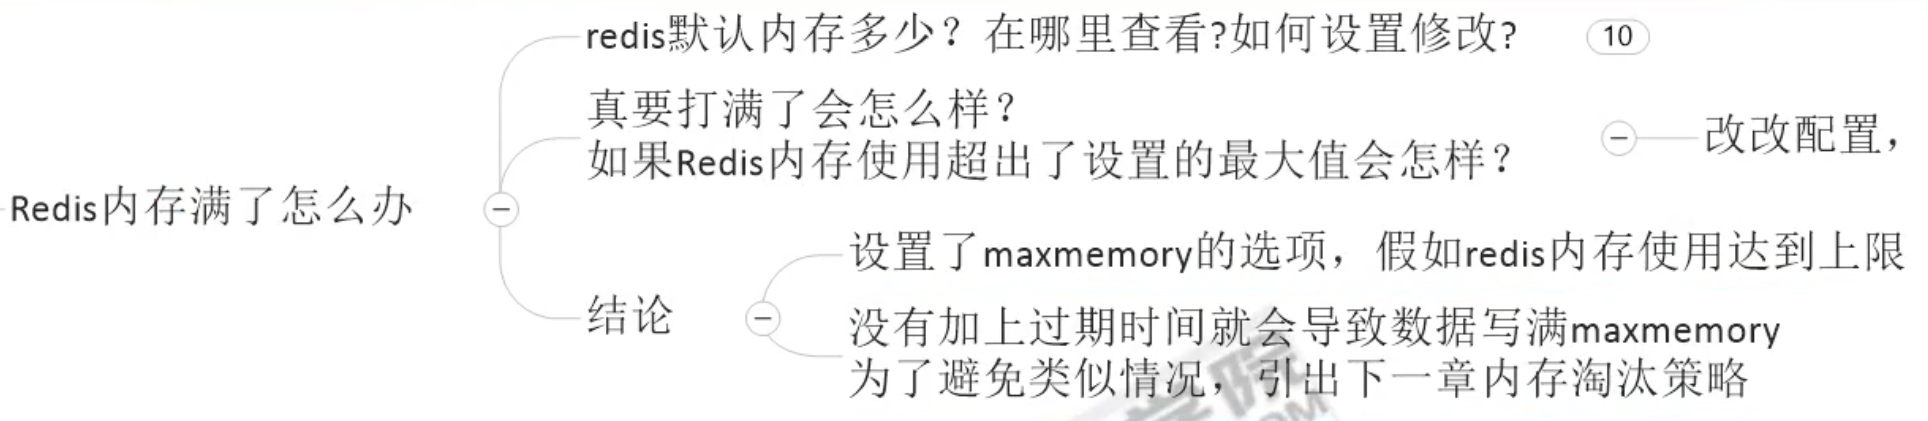 Redis内存满了怎么办
redis默认内存多少？在哪里查看?如何设置修改?
10
真要打满了会怎么样？
如果Redis内存使用超出了设置的最大值会怎样？
改改配置，
结论
设置了maxmemory的选项，假如redis内存使用达到上限
没有加上过期时间就会导致数据写满maxmemory
为了避免类似情况，引出下一章内存淘汰策略